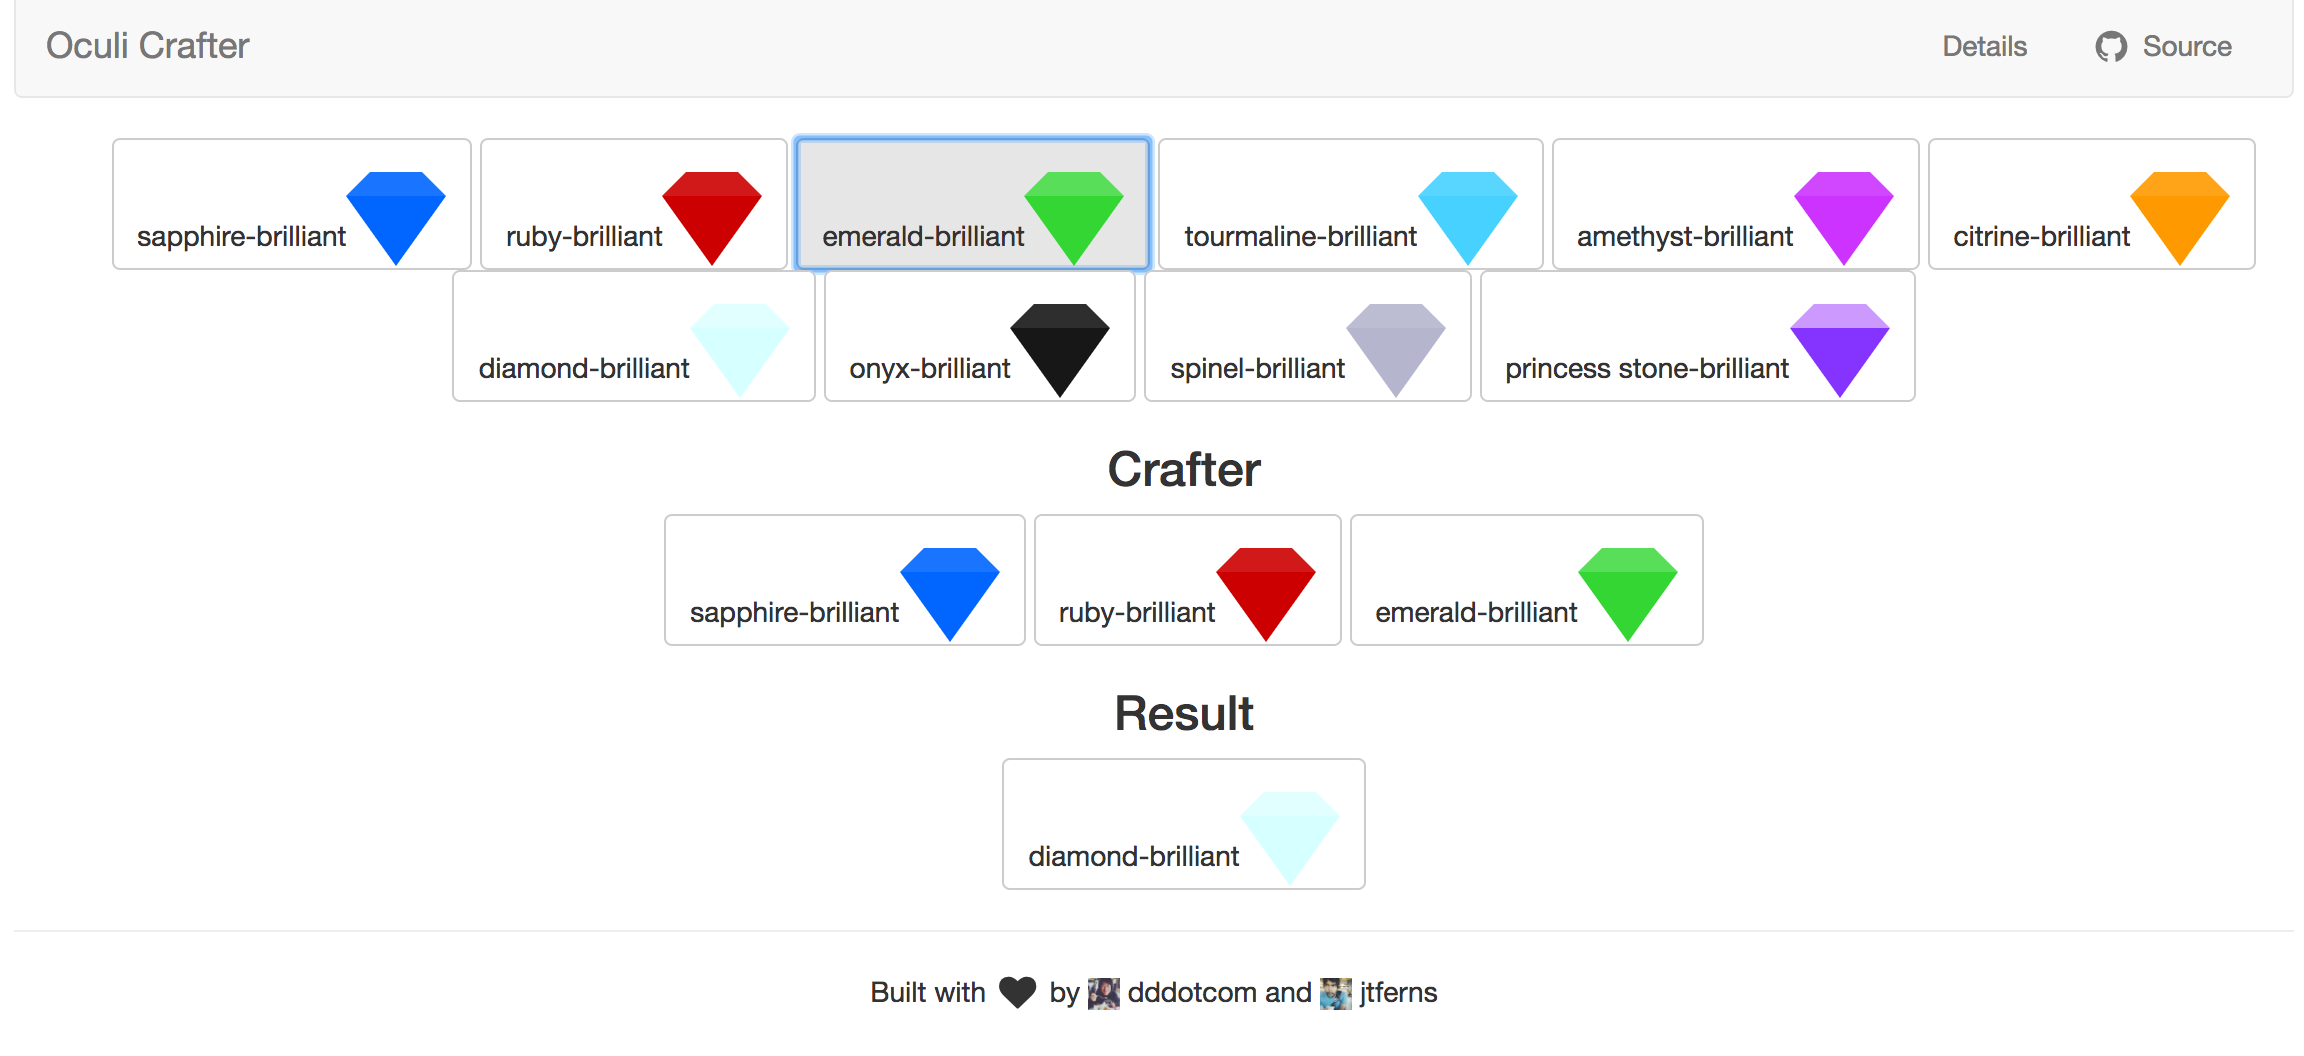 Oculi Crafter Details Source
sapphire-brilliant ruby-brilliant emerald-brilliant tourmaline-brilliant amethyst-brilliant citrine-brilliant
diamond-brilliant onyx-brilliant spinel-brilliant princess stone-brilliant
Crafter
sapphire-brilliant ruby-brilliant emerald-brilliant
Result
diamond-brilliant
Built with by dddotcom and jtferns